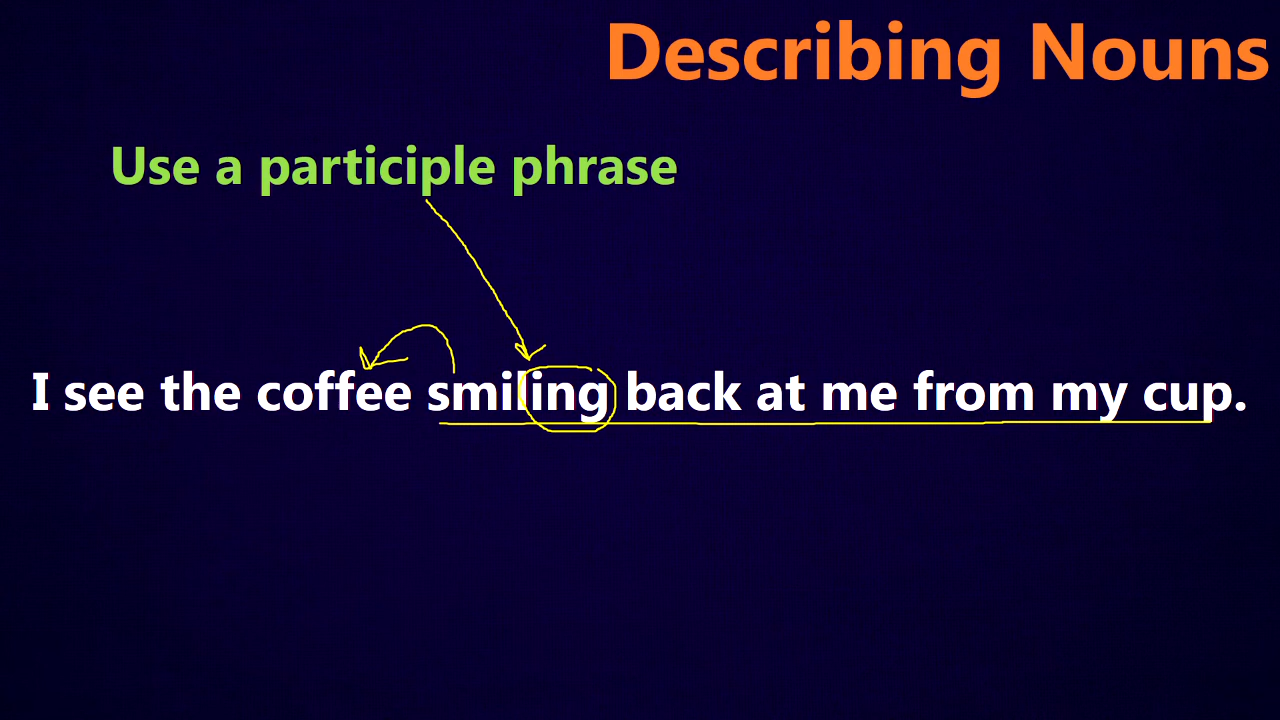 Describing Nouns
Use a participle phrase
I see the coffee smiling back at me from my cup.